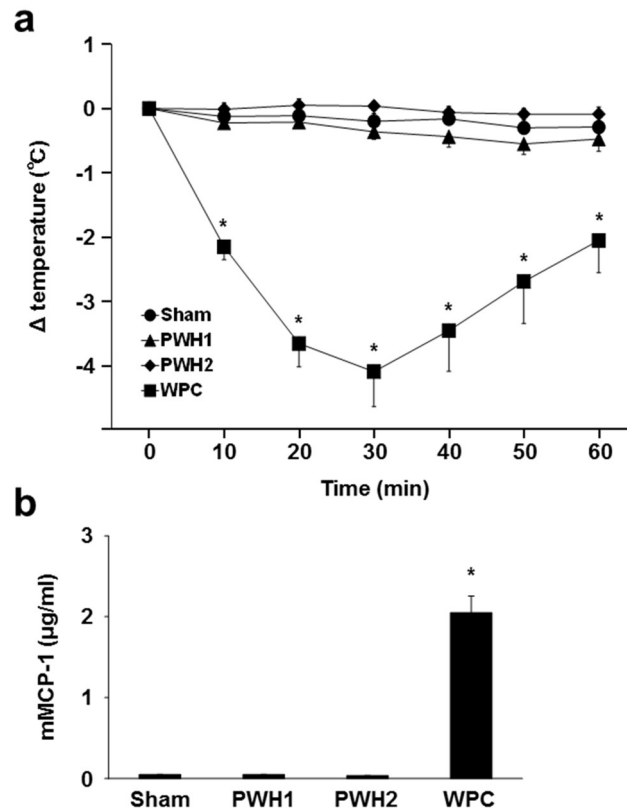 a
1
0
-1
-2
-3
-4
Δ temperature (℃)
* * * * * *
Sham
PWH1
PWH2
WPC
0 10 20 30 40 50 60
Time (min)
b
3
2
1
0
mMCP-1 (μg/ml)
*
Sham PWH1 PWH2 WPC